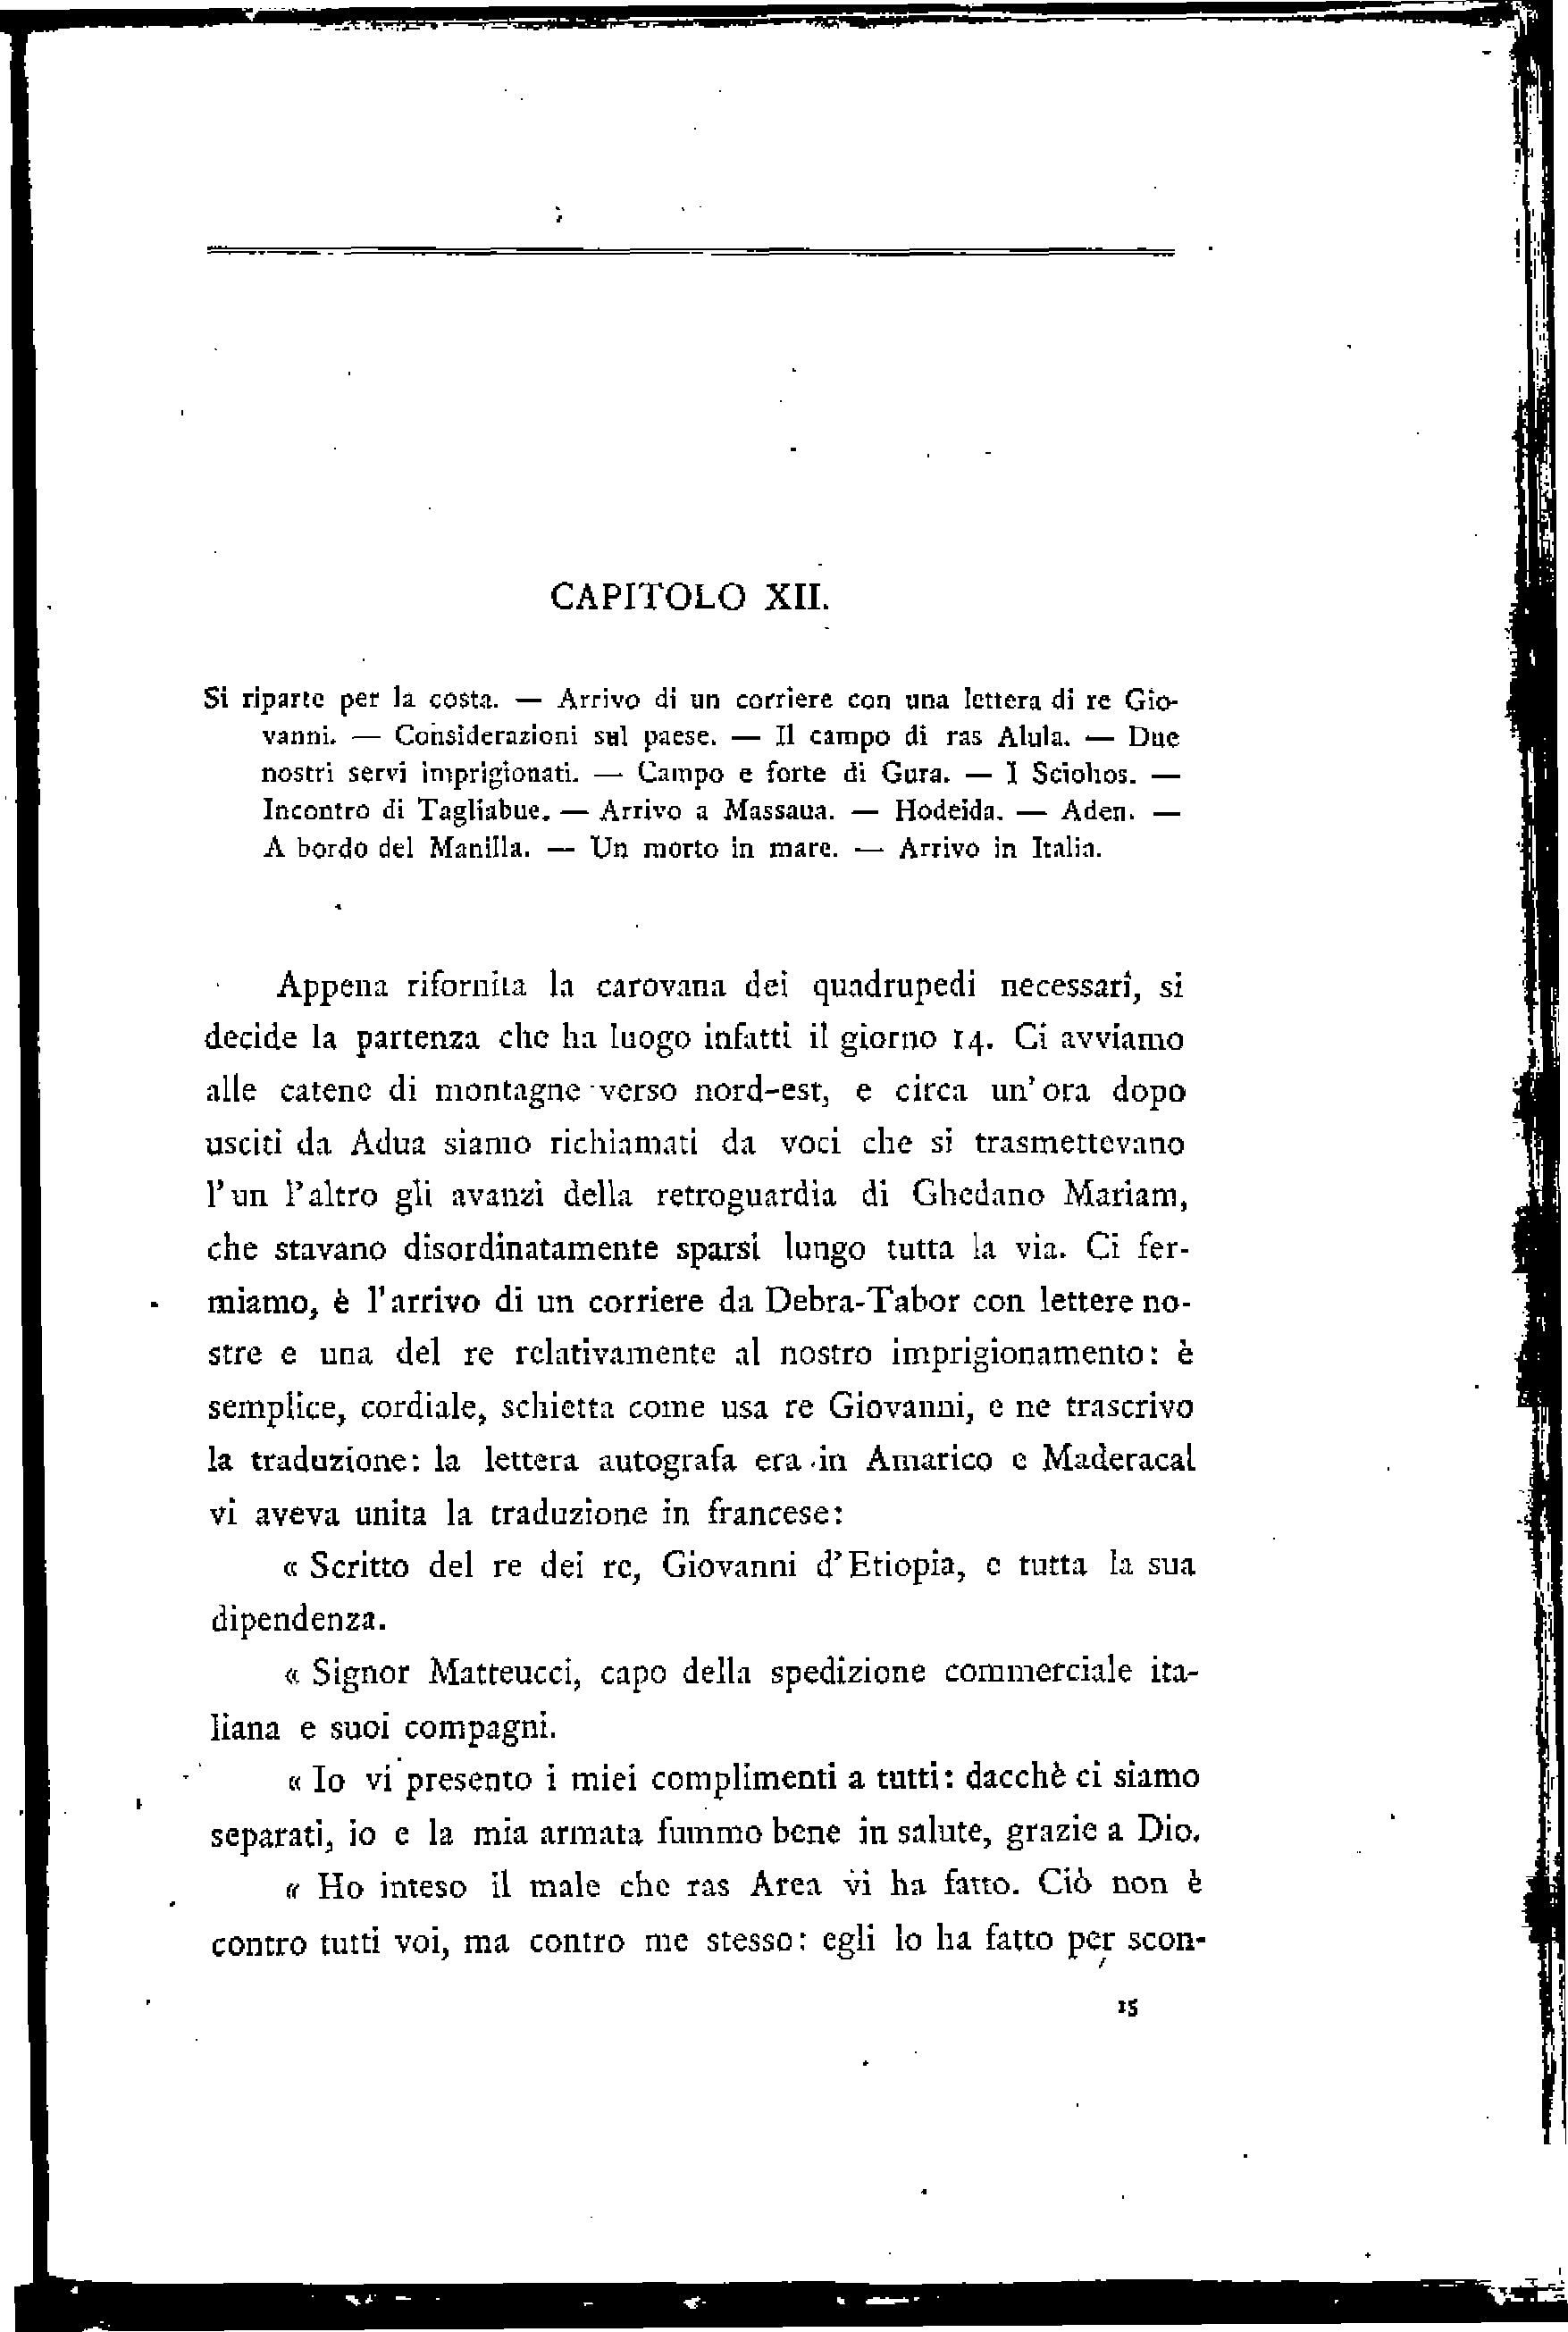 CAPITOLO XII.
Si riparte per la costa. — Arrivo di un corriere con una lettera di re Gio-
vanni. — Considerazioni sul paese. — Il campo di ras Alula. — Due
nostri servi imprigionati. — Campo e forte di Gura. — I Sciohos. —
Incontro di Tagliabue. — Arrivo a Massaua. — Hodeida. — Aden. —
A bordo del Manilla. — Un morto in mare. — Arrivo in Italia.
Appena rifornita la carovana dei quadrupedi necessarî, si
decide la partenza che ha luogo infatti il giorno 14. Ci avviamo
alle catene di montagne verso nord-est, e circa un' ora dopo
usciti da Adua siamo richiamati da voci che si trasmettevano
l' un l' altro gli avanzi della retroguardia di Ghedano Mariam,
che stavano disordinatamente sparsi lungo tutta la via. Ci fer-
miamo, è l' arrivo di un corriere da Debra-Tabor con lettere no-
stre e una del re relativamente al nostro imprigionamento: è
semplice, cordiale, schietta come usa re Giovanni, e ne trascrivo
la traduzione: la lettera autografa era in Amarico e Maderacal
vi aveva unita la traduzione in francese:
« Scritto del re dei re, Giovanni d' Etiopia, e tutta la sua
dipendenza.
« Signor Matteucci, capo della spedizione commerciale ita-
liana e suoi compagni.
« Io vi presento i miei complimenti a tutti: dacchè ci siamo
separati, io e la mia armata fummo bene in salute, grazie a Dio.
« Ho inteso il male che ras Area vi ha fatto. Ciò non è
contro tutti voi, ma contro me stesso: egli lo ha fatto per scon-
15